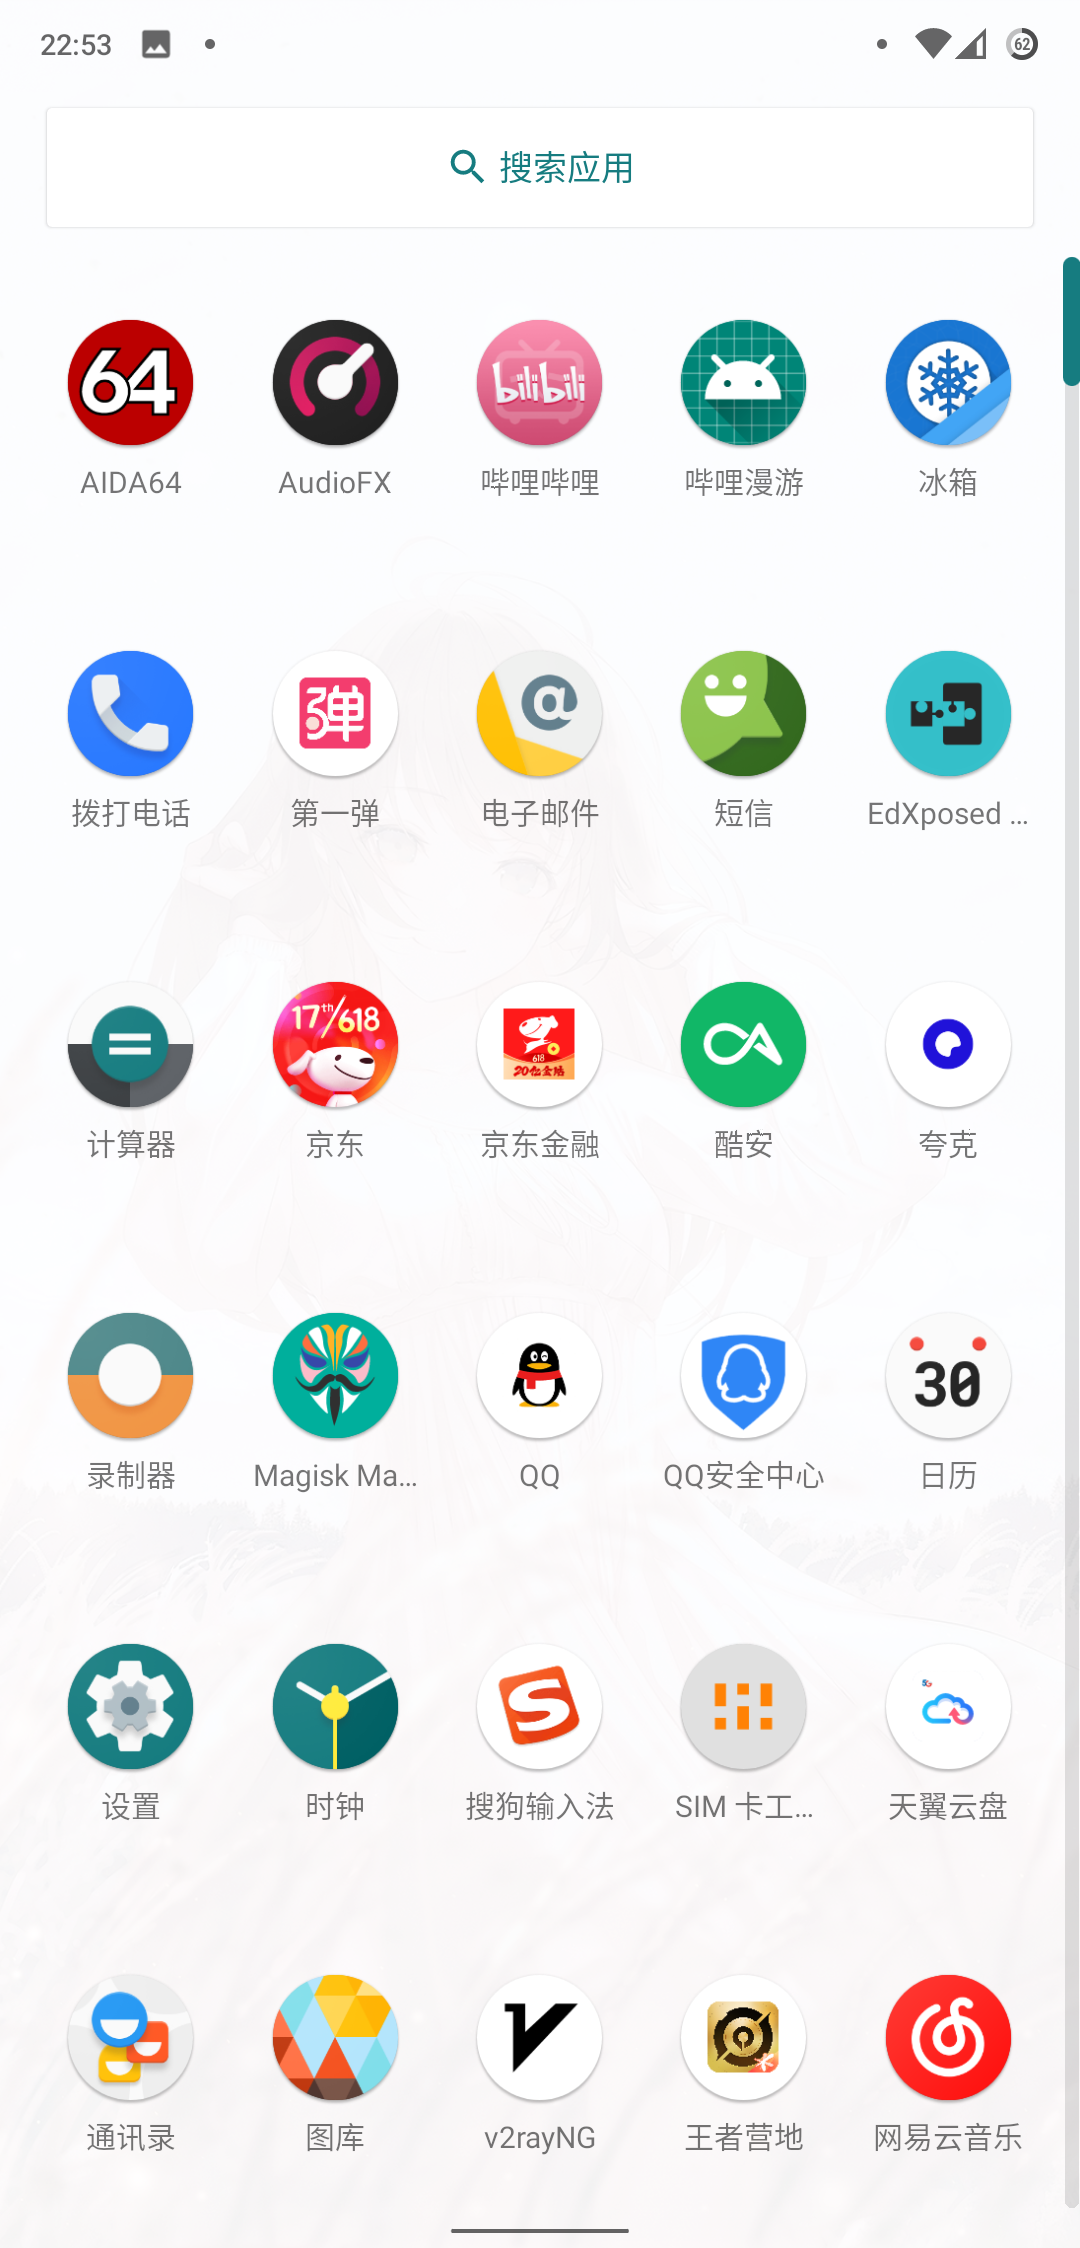 22:53
62
搜索应用
64
bilibili
AIDA64
AudioFX
哔哩哔哩
哔哩漫游
冰箱
弹
@
拨打电话
第一弹
电子邮件
短信
EdXposed ...
17th/618
618
计算器
京东
京东金融
酷安
夸克
30
录制器
Magisk Ma...
QQ
QQ安全中心
日历
S
5G
设置
时钟
搜狗输入法
SIM 卡工...
天翼云盘
V
通讯录
图库
v2rayNG
王者营地
网易云音乐